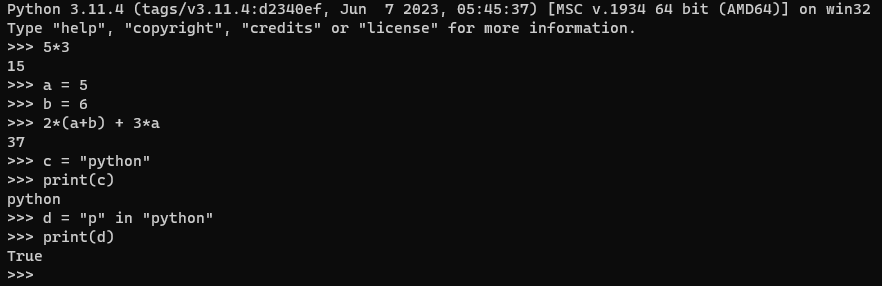 Python 3.11.4 (tags/v3.11.4:d2340ef, Jun  7 2023, 05:45:37) [MSC v.1934 64 bit (AMD64)] on win32
Type "help", "copyright", "credits" or "license" for more information.
>>> 5*3
15
>>> a = 5
>>> b = 6
>>> 2*(a+b) + 3*a
37
>>> c = "python"
>>> print(c)
python
>>> d = "p" in "python"
>>> print(d)
True
>>>